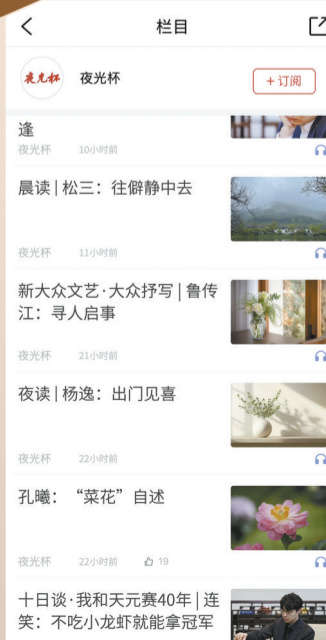 栏目
夜光杯
夜光杯
+ 订阅
逢
夜光杯 10小时前
晨读 | 松三：往僻静中去
夜光杯 11小时前
新大众文艺·大众抒写 | 鲁传
江：寻人启事
夜光杯 21小时前
夜读 | 杨逸：出门见喜
夜光杯 22小时前
孔曦：“菜花”自述
夜光杯 22小时前 19
十日谈·我和天元赛40年 | 连
笑：不吃小龙虾就能拿冠军